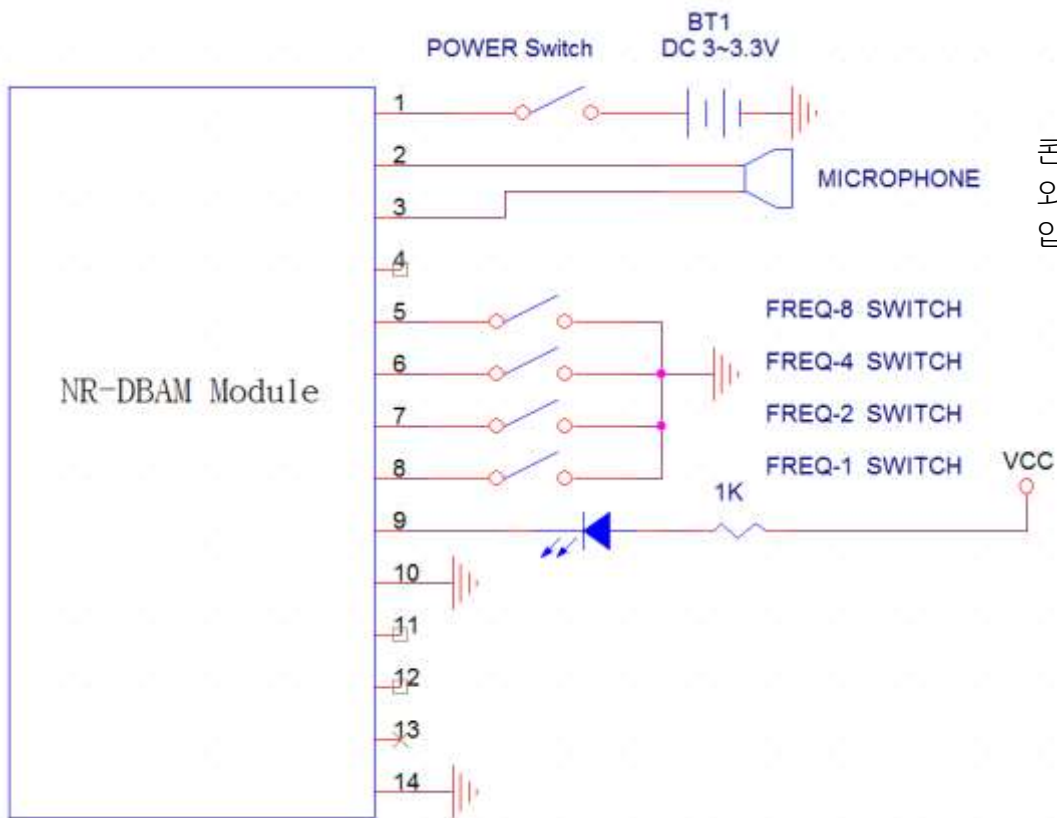 BT1
POWER Switch DC 3~3.3V
1
2
MICROPHONE
3
4
5 FREQ-8 SWITCH
6 FREQ-4 SWITCH
NR-DBAM Module
7 FREQ-2 SWITCH
8 FREQ-1 SWITCH VCC
1K
9
10
11
12
13
14